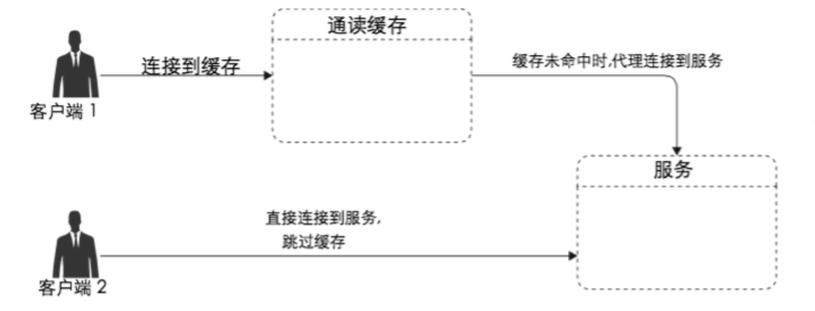 通读缓存
连接到缓存
缓存未命中时,代理连接到服务
客户端 1
服务
直接连接到服务,
跳过缓存
客户端 2